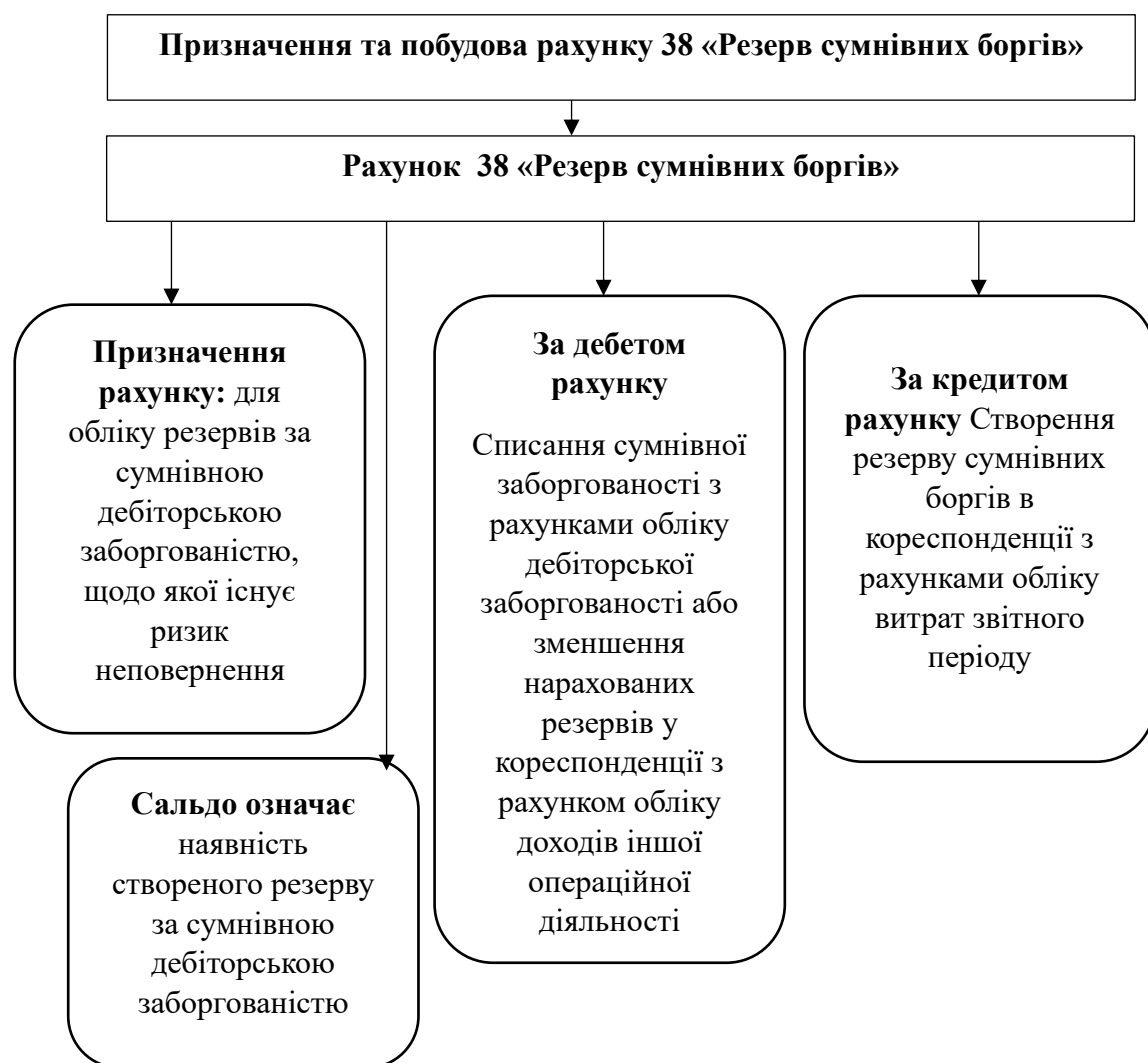 Призначення та побудова рахунку 38 «Резерв сумнівних боргів»
Рахунок 38 «Резерв сумнівних боргів»
Призначення
рахунку: для
обліку резервів за
сумнівною
дебіторською
заборгованістю,
щодо якої існує
ризик
неповернення
Сальдо означає
наявність
створеного резерву
за сумнівною
дебіторською
заборгованістю
За дебетом
рахунку
Списання сумнівної
заборгованості з
рахунками обліку
дебіторської
заборгованості або
зменшення
нарахованих
резервів у
кореспонденції з
рахунком обліку
доходів іншої
операційної
діяльності
За кредитом
рахунку Створення
резерву сумнівних
боргів в
кореспонденції з
рахунками обліку
витрат звітного
періоду